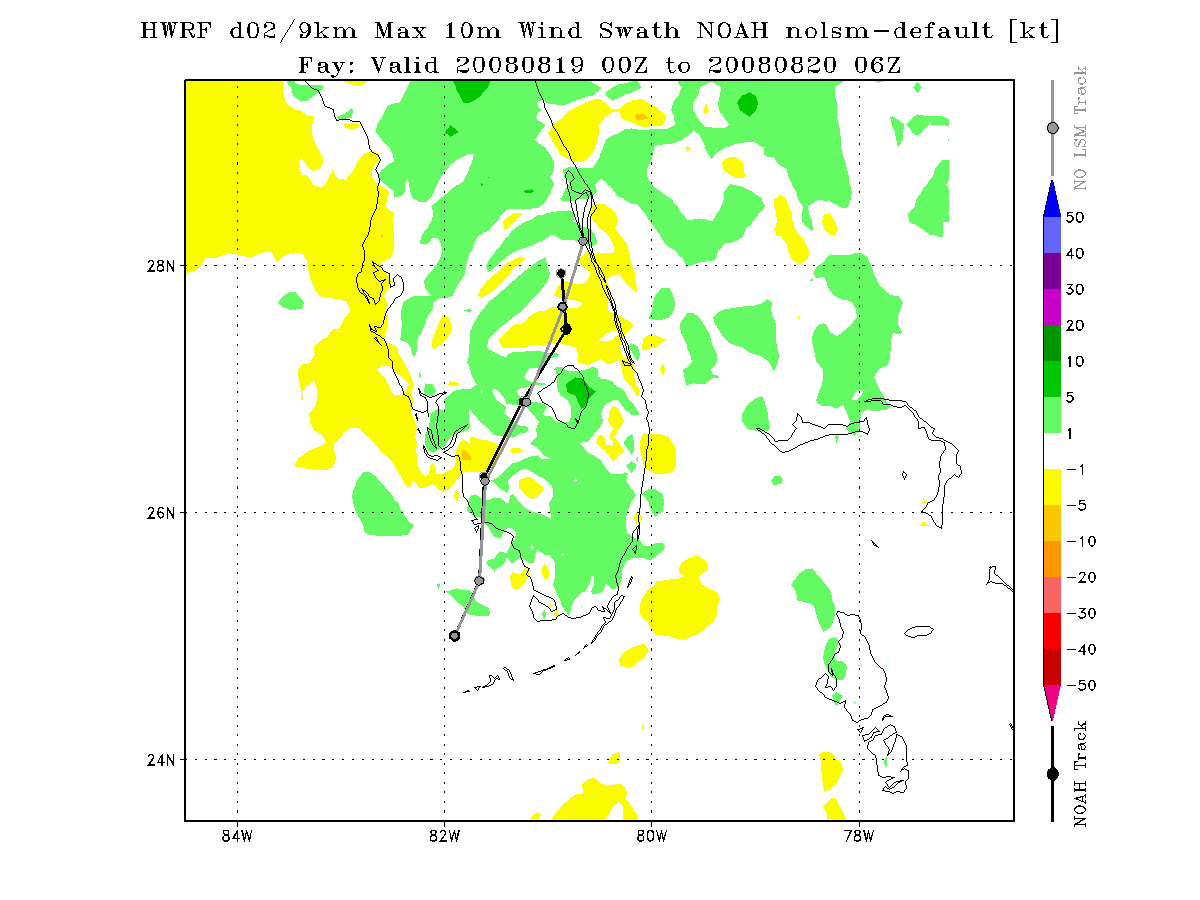 HWRF d02/9km Max 10m Wind Swath NOAH nolsm-default [kt]
Fay: Valid 20080819 00Z to 20080820 06Z
NO LSM Track
50
40
30
20
10
5
1
-1
-5
-10
-20
-30
-40
-50
NOAH Track
28N
26N
24N
84W 82W 80W 78W